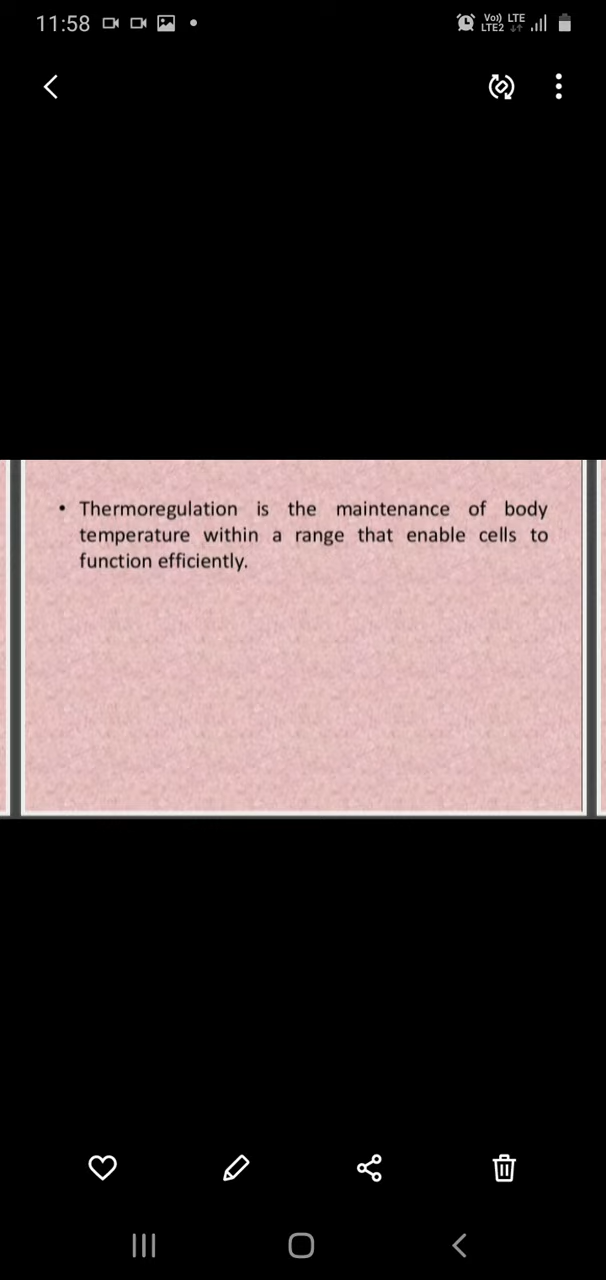 11:58
Vo)) LTE
LTE2
• Thermoregulation is the maintenance of body
temperature within a range that enable cells to
function efficiently.